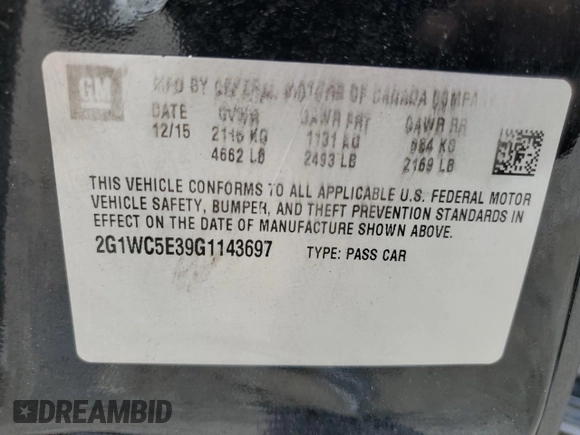 GM
MFD BY GENERAL MOTORS OF CANADA COMPANY
DATE GVWR GAWR FRT GAWR RR
12/15 2115 KG 1131 KG 984 KG
4662 LB 2493 LB 2169 LB
THIS VEHICLE CONFORMS TO ALL APPLICABLE U.S. FEDERAL MOTOR
VEHICLE SAFETY, BUMPER, AND THEFT PREVENTION STANDARDS IN
EFFECT ON THE DATE OF MANUFACTURE SHOWN ABOVE.
2G1WC5E39G1143697 TYPE: PASS CAR
DREAMBID